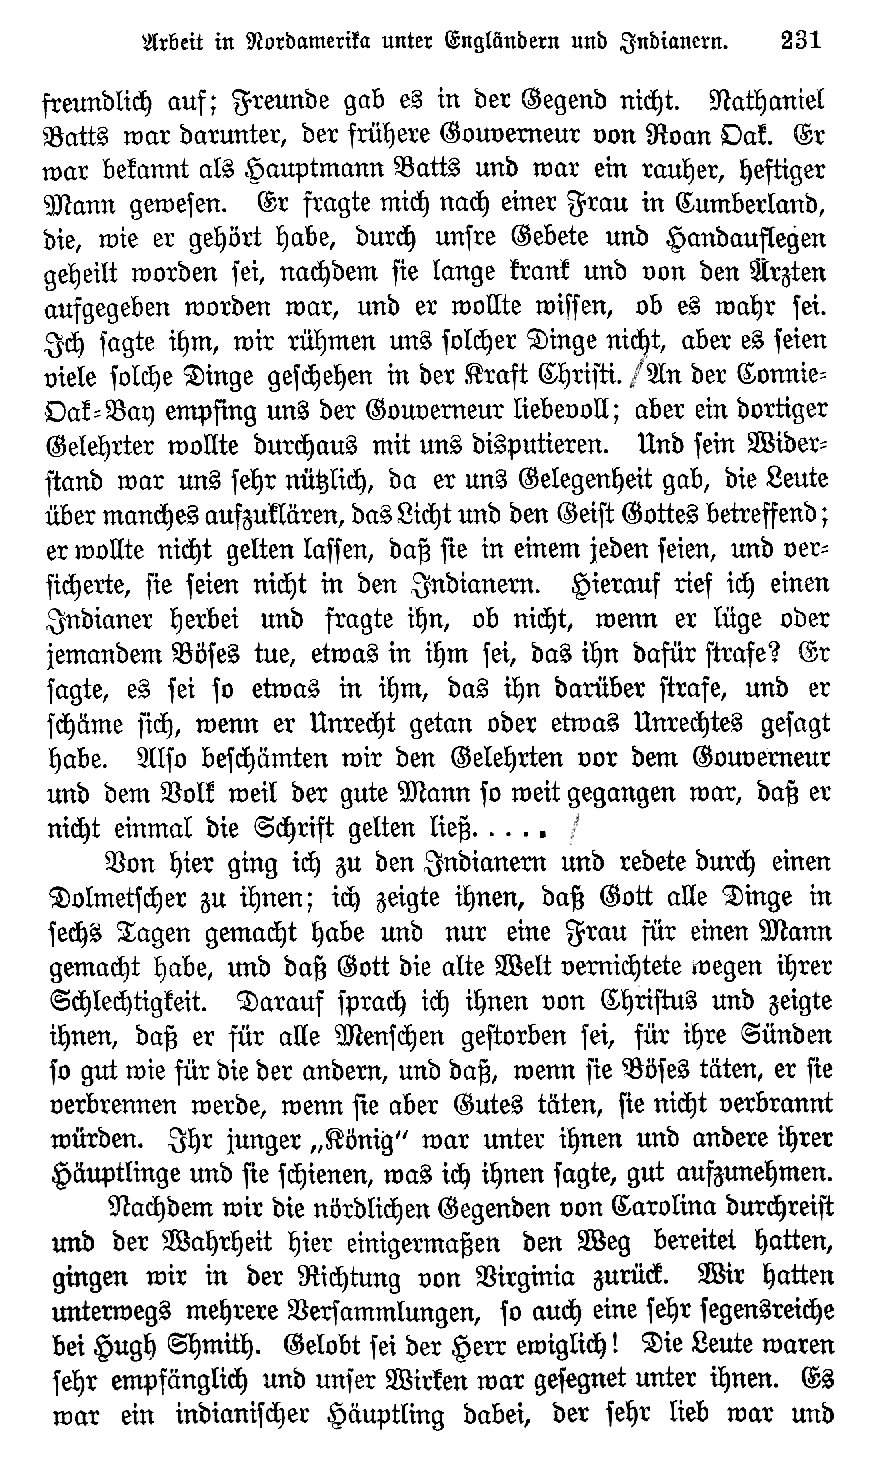 Arbeit in Nordamerika unter Engländern und Indianern. 231
freundlich auf; Freunde gab es in der Gegend nicht. Nathaniel
Batts war darunter, der frühere Gouverneur von Roan Oak. Er
war bekannt als Hauptmann Batts und war ein rauher, heftiger
Mann gewesen. Er fragte mich nach einer Frau in Cumberland,
die, wie er gehört habe, durch unsre Gebete und Handauflegen
geheilt worden sei, nachdem sie lange krank und von den Ärzten
aufgegeben worden war, und er wollte wissen, ob es wahr sei.
Ich sagte ihm, wir rühmen uns solcher Dinge nicht, aber es seien
viele solche Dinge geschehen in der Kraft Christi. / An der Connie-
Oak-Bay empfing uns der Gouverneur liebevoll; aber ein dortiger
Gelehrter wollte durchaus mit uns disputieren. Und sein Wider-
stand war uns sehr nützlich, da er uns Gelegenheit gab, die Leute
über manches aufzuklären, das Licht und den Geist Gottes betreffend;
er wollte nicht gelten lassen, daß sie in einem jeden seien, und ver-
sicherte, sie seien nicht in den Indianern. Hierauf rief ich einen
Indianer herbei und fragte ihn, ob nicht, wenn er lüge oder
jemandem Böses tue, etwas in ihm sei, das ihn dafür strafe? Er
sagte, es sei so etwas in ihm, das ihn darüber strafe, und er
schäme sich, wenn er Unrecht getan oder etwas Unrechtes gesagt
habe. Also beschämten wir den Gelehrten vor dem Gouverneur
und dem Volk weil der gute Mann so weit gegangen war, daß er
nicht einmal die Schrift gelten ließ..... /
Von hier ging ich zu den Indianern und redete durch einen
Dolmetscher zu ihnen; ich zeigte ihnen, daß Gott alle Dinge in
sechs Tagen gemacht habe und nur eine Frau für einen Mann
gemacht habe, und daß Gott die alte Welt vernichtete wegen ihrer
Schlechtigkeit. Darauf sprach ich ihnen von Christus und zeigte
ihnen, daß er für alle Menschen gestorben sei, für ihre Sünden
so gut wie für die der andern, und daß, wenn sie Böses täten, er sie
verbrennen werde, wenn sie aber Gutes täten, sie nicht verbrannt
würden. Ihr junger „König“ war unter ihnen und andere ihrer
Häuptlinge und sie schienen, was ich ihnen sagte, gut aufzunehmen.
Nachdem wir die nördlichen Gegenden von Carolina durchreist
und der Wahrheit hier einigermaßen den Weg bereitet hatten,
gingen wir in der Richtung von Virginia zurück. Wir hatten
unterwegs mehrere Versammlungen, so auch eine sehr segensreiche
bei Hugh Shmith. Gelobt sei der Herr ewiglich! Die Leute waren
sehr empfänglich und unser Wirken war gesegnet unter ihnen. Es
war ein indianischer Häuptling dabei, der sehr lieb war und